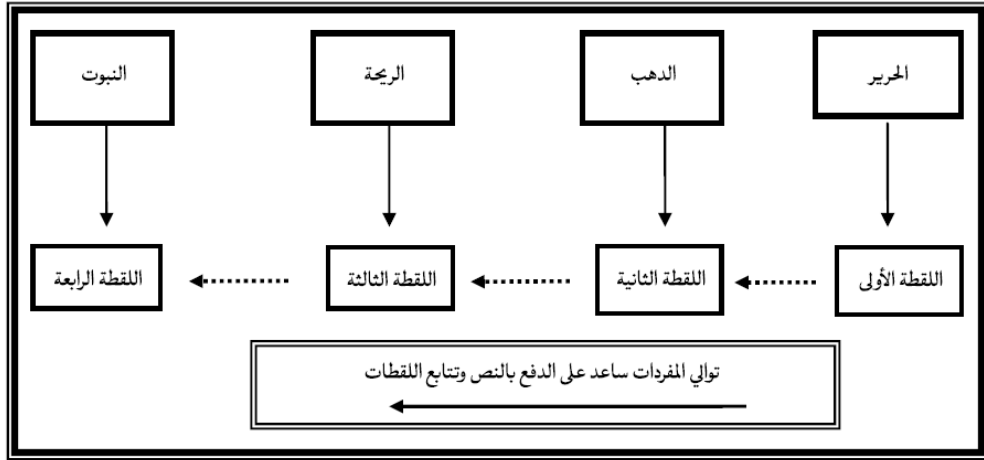 الحرير
الدهب
الريحة
النبوت
اللقطة الأولى
اللقطة الثانية
اللقطة الثالثة
اللقطة الرابعة
توالي المفردات ساعد على الدفع بالنص وتتابع اللقطات